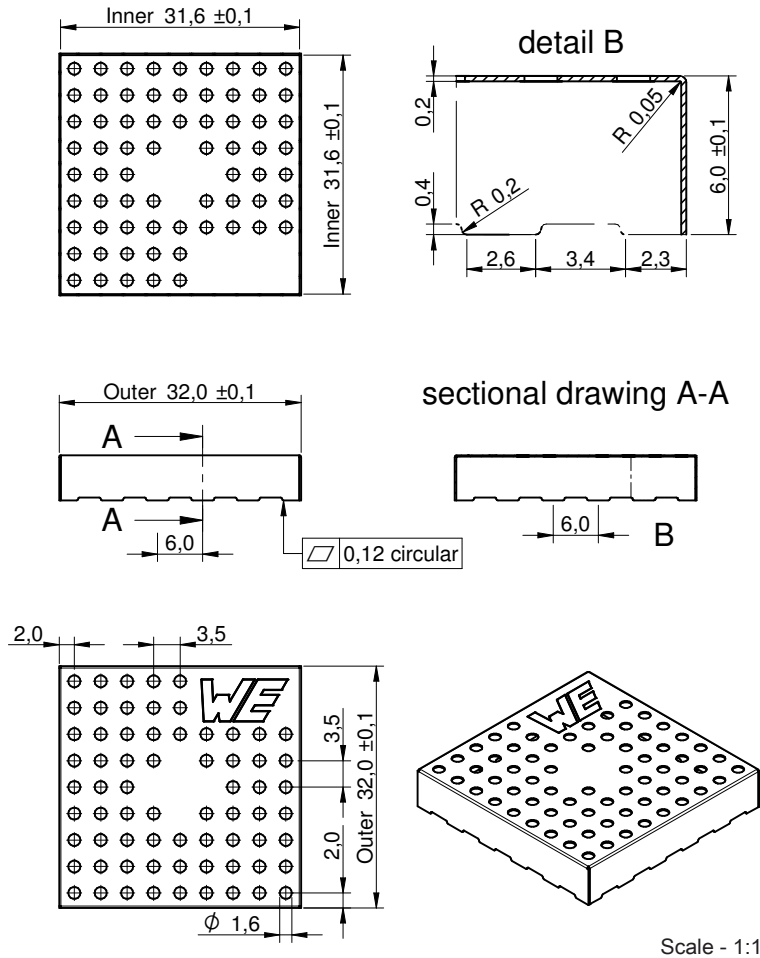 Inner 31,6 ±0,1
Inner 31,6 ±0,1
detail B
0,2
0,4
R 0,2
R 0,05
6,0 ±0,1
2,6
3,4
2,3
Outer 32,0 ±0,1
A
A
6,0
0,12 circular
sectional drawing A-A
6,0
B
2,0
3,5
WE
3,5
2,0
Outer 32,0 ±0,1
ϕ 1,6
WE
Scale - 1:1